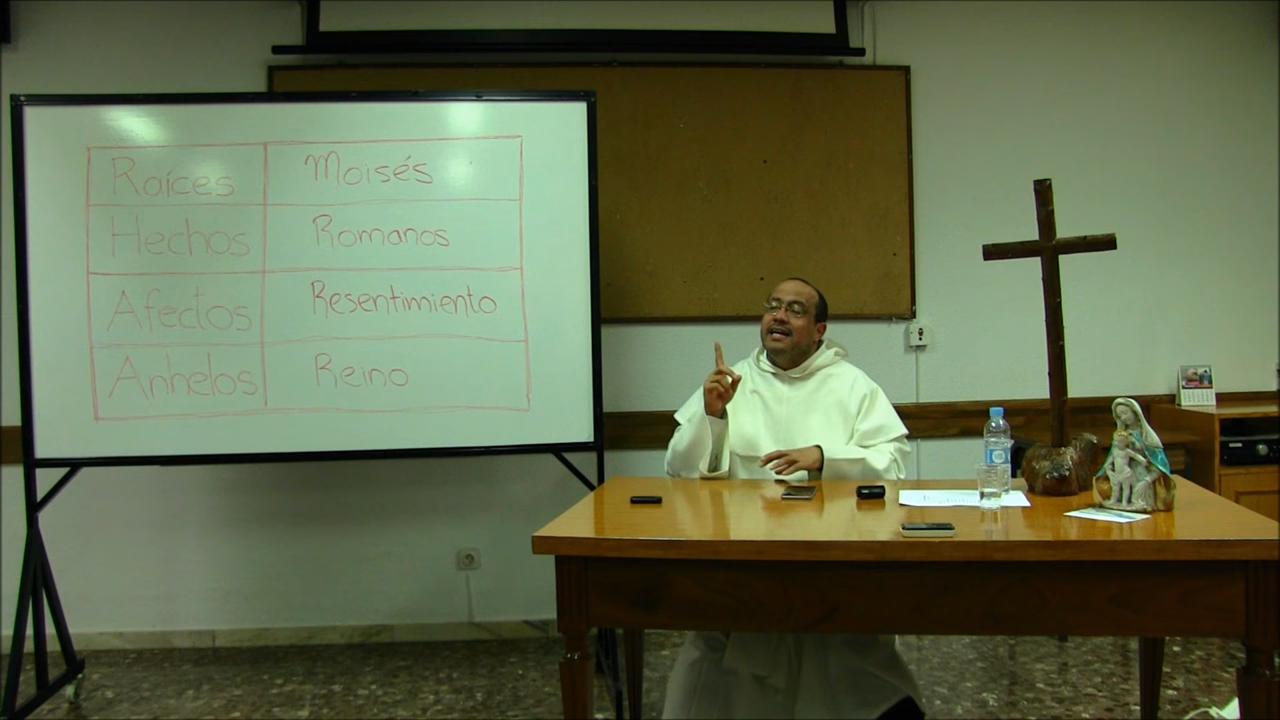 Raíces Moisés
Hechos Romanos
Afectos Resentimiento
Anhelos Reino